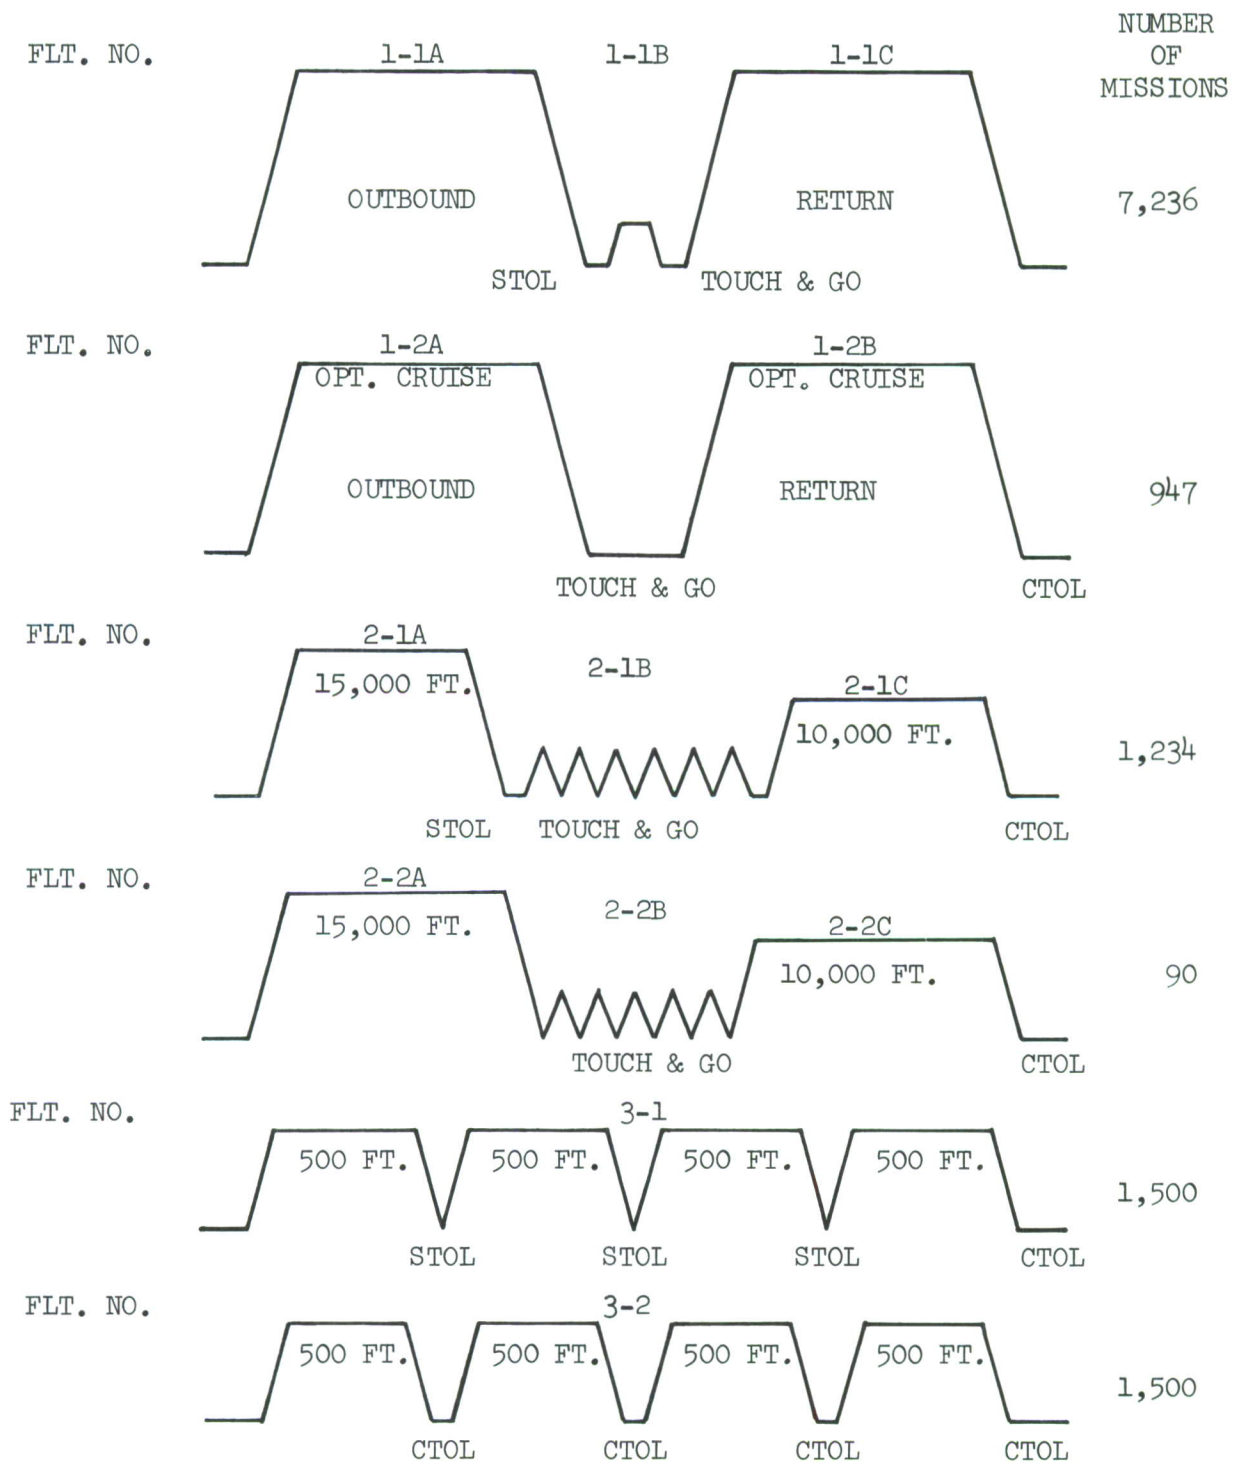 NUMBER
OF
MISSIONS
FLT. NO. 1-1A 1-1B 1-1C
OUTBOUND RETURN 7,236
STOL TOUCH & GO
FLT. NO. 1-2A 1-2B
OPT. CRUISE OPT. CRUISE
OUTBOUND RETURN 947
TOUCH & GO CTOL
FLT. NO. 2-1A 2-1B 2-1C
15,000 FT. 10,000 FT. 1,234
STOL TOUCH & GO CTOL
FLT. NO. 2-2A 2-2B 2-2C
15,000 FT. 10,000 FT. 90
TOUCH & GO CTOL
FLT. NO. 3-1
500 FT. 500 FT. 500 FT. 500 FT. 1,500
STOL STOL STOL CTOL
FLT. NO. 3-2
500 FT. 500 FT. 500 FT. 500 FT. 1,500
CTOL CTOL CTOL CTOL